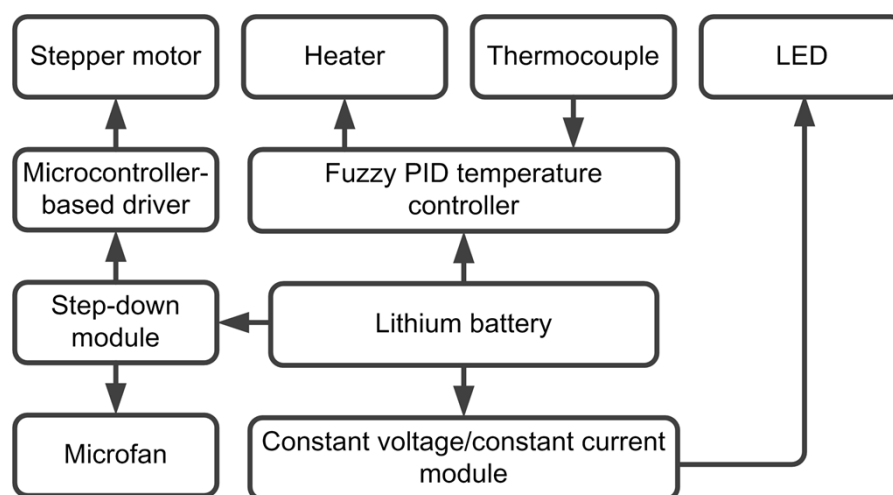 Stepper motor
Heater
Thermocouple
LED
Microcontroller-
based driver
Fuzzy PID temperature
controller
Step-down
module
Lithium battery
Microfan
Constant voltage/constant current
module